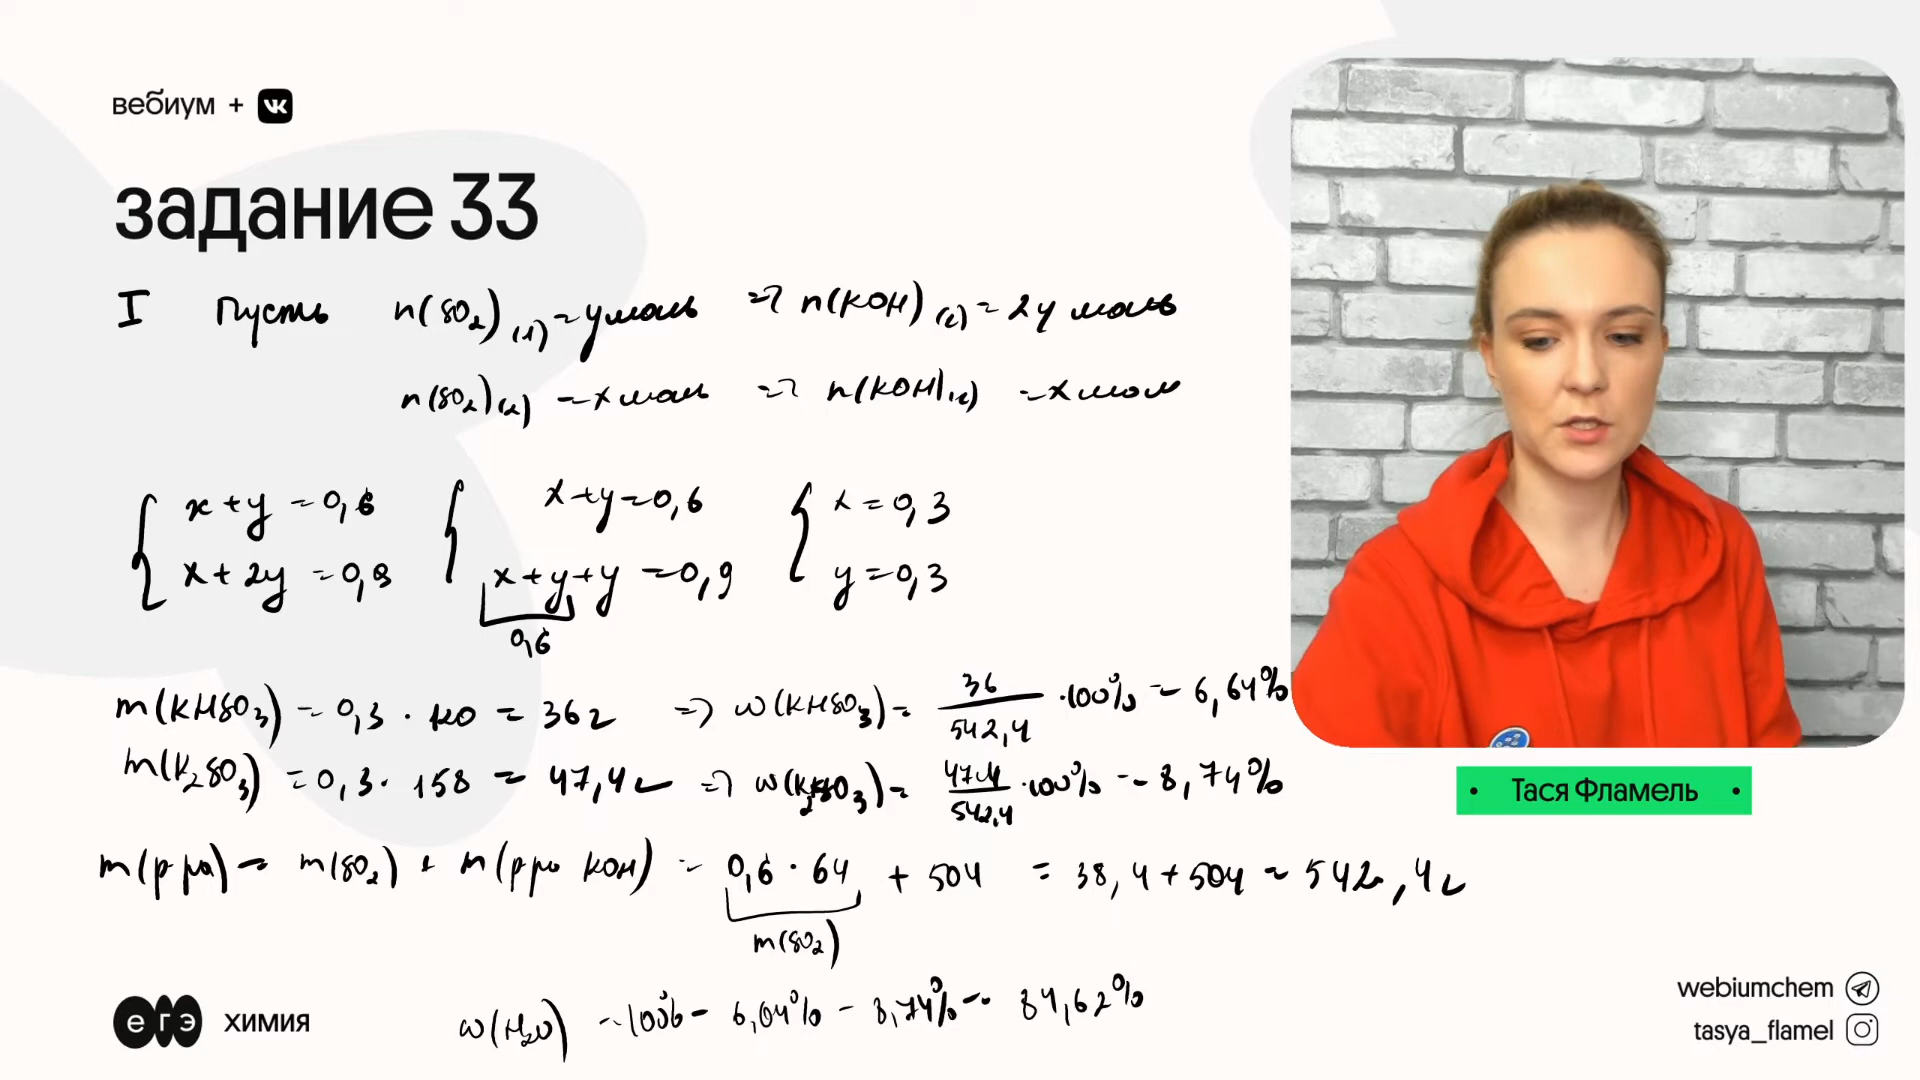 вебиум +
задание 33
I Пусть n(SO₂)₍₁₎ = y моль => n(KOH)₍₁₎ = 2y моль
n(SO₂)₍₂₎ = x моль => n(KOH)₍₂₎ = x моль
{ x + y = 0,6 { x + y = 0,6 { x = 0,3
x + 2y = 0,9 x + y + y = 0,9 y = 0,3
0,6
m(KHSO₃) = 0,3 · 120 = 36 г => ω(KHSO₃) = 36/542,4 · 100% = 6,64%
m(K₂SO₃) = 0,3 · 158 = 47,4 г => ω(K₂SO₃) = 47,4/542,4 · 100% = 8,74%
m(р ра) = m(SO₂) + m(р ра KOH) = 0,6 · 64 + 504 = 38,4 + 504 = 542,4 г
m(SO₂)
ω(H₂O) = 100% - 6,64% - 8,74% = 84,62%
Тася Фламель
егэ химия
webiumchem
tasya_flamel